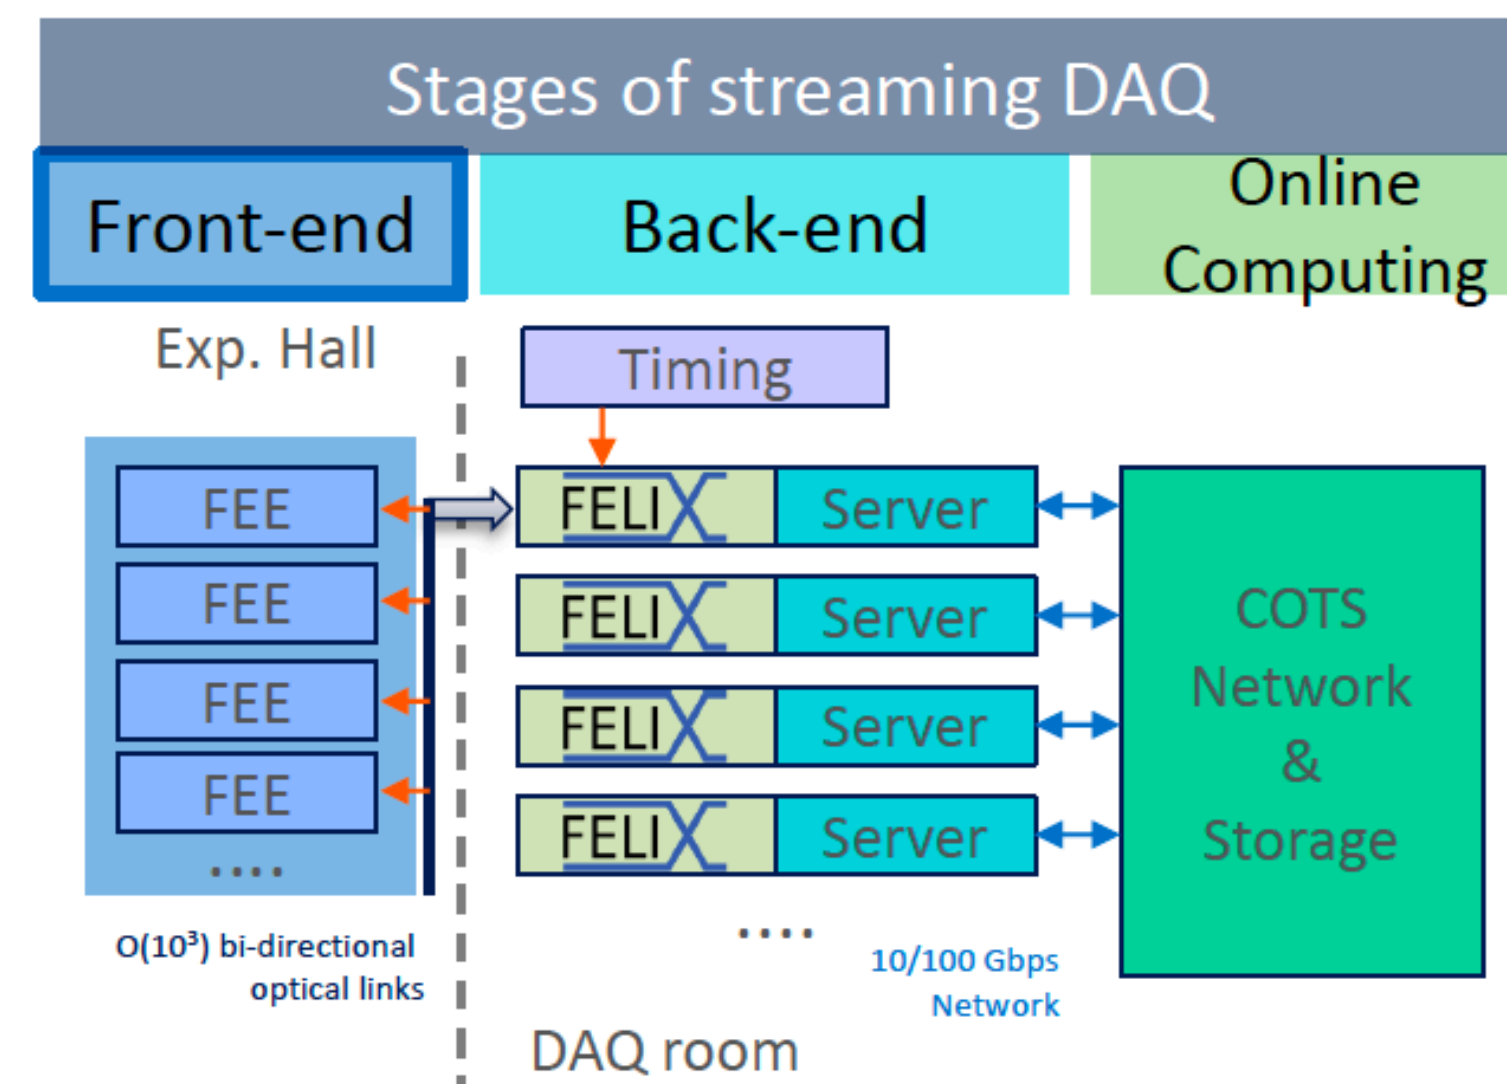 Stages of streaming DAQ
Front-end
Back-end
Online
Computing
Exp. Hall
Timing
FEE
FEE
FEE
FEE
....
O(10³) bi-directional
optical links
FELIX
Server
FELIX
Server
FELIX
Server
FELIX
Server
....
10/100 Gbps
Network
DAQ room
COTS
Network
&
Storage